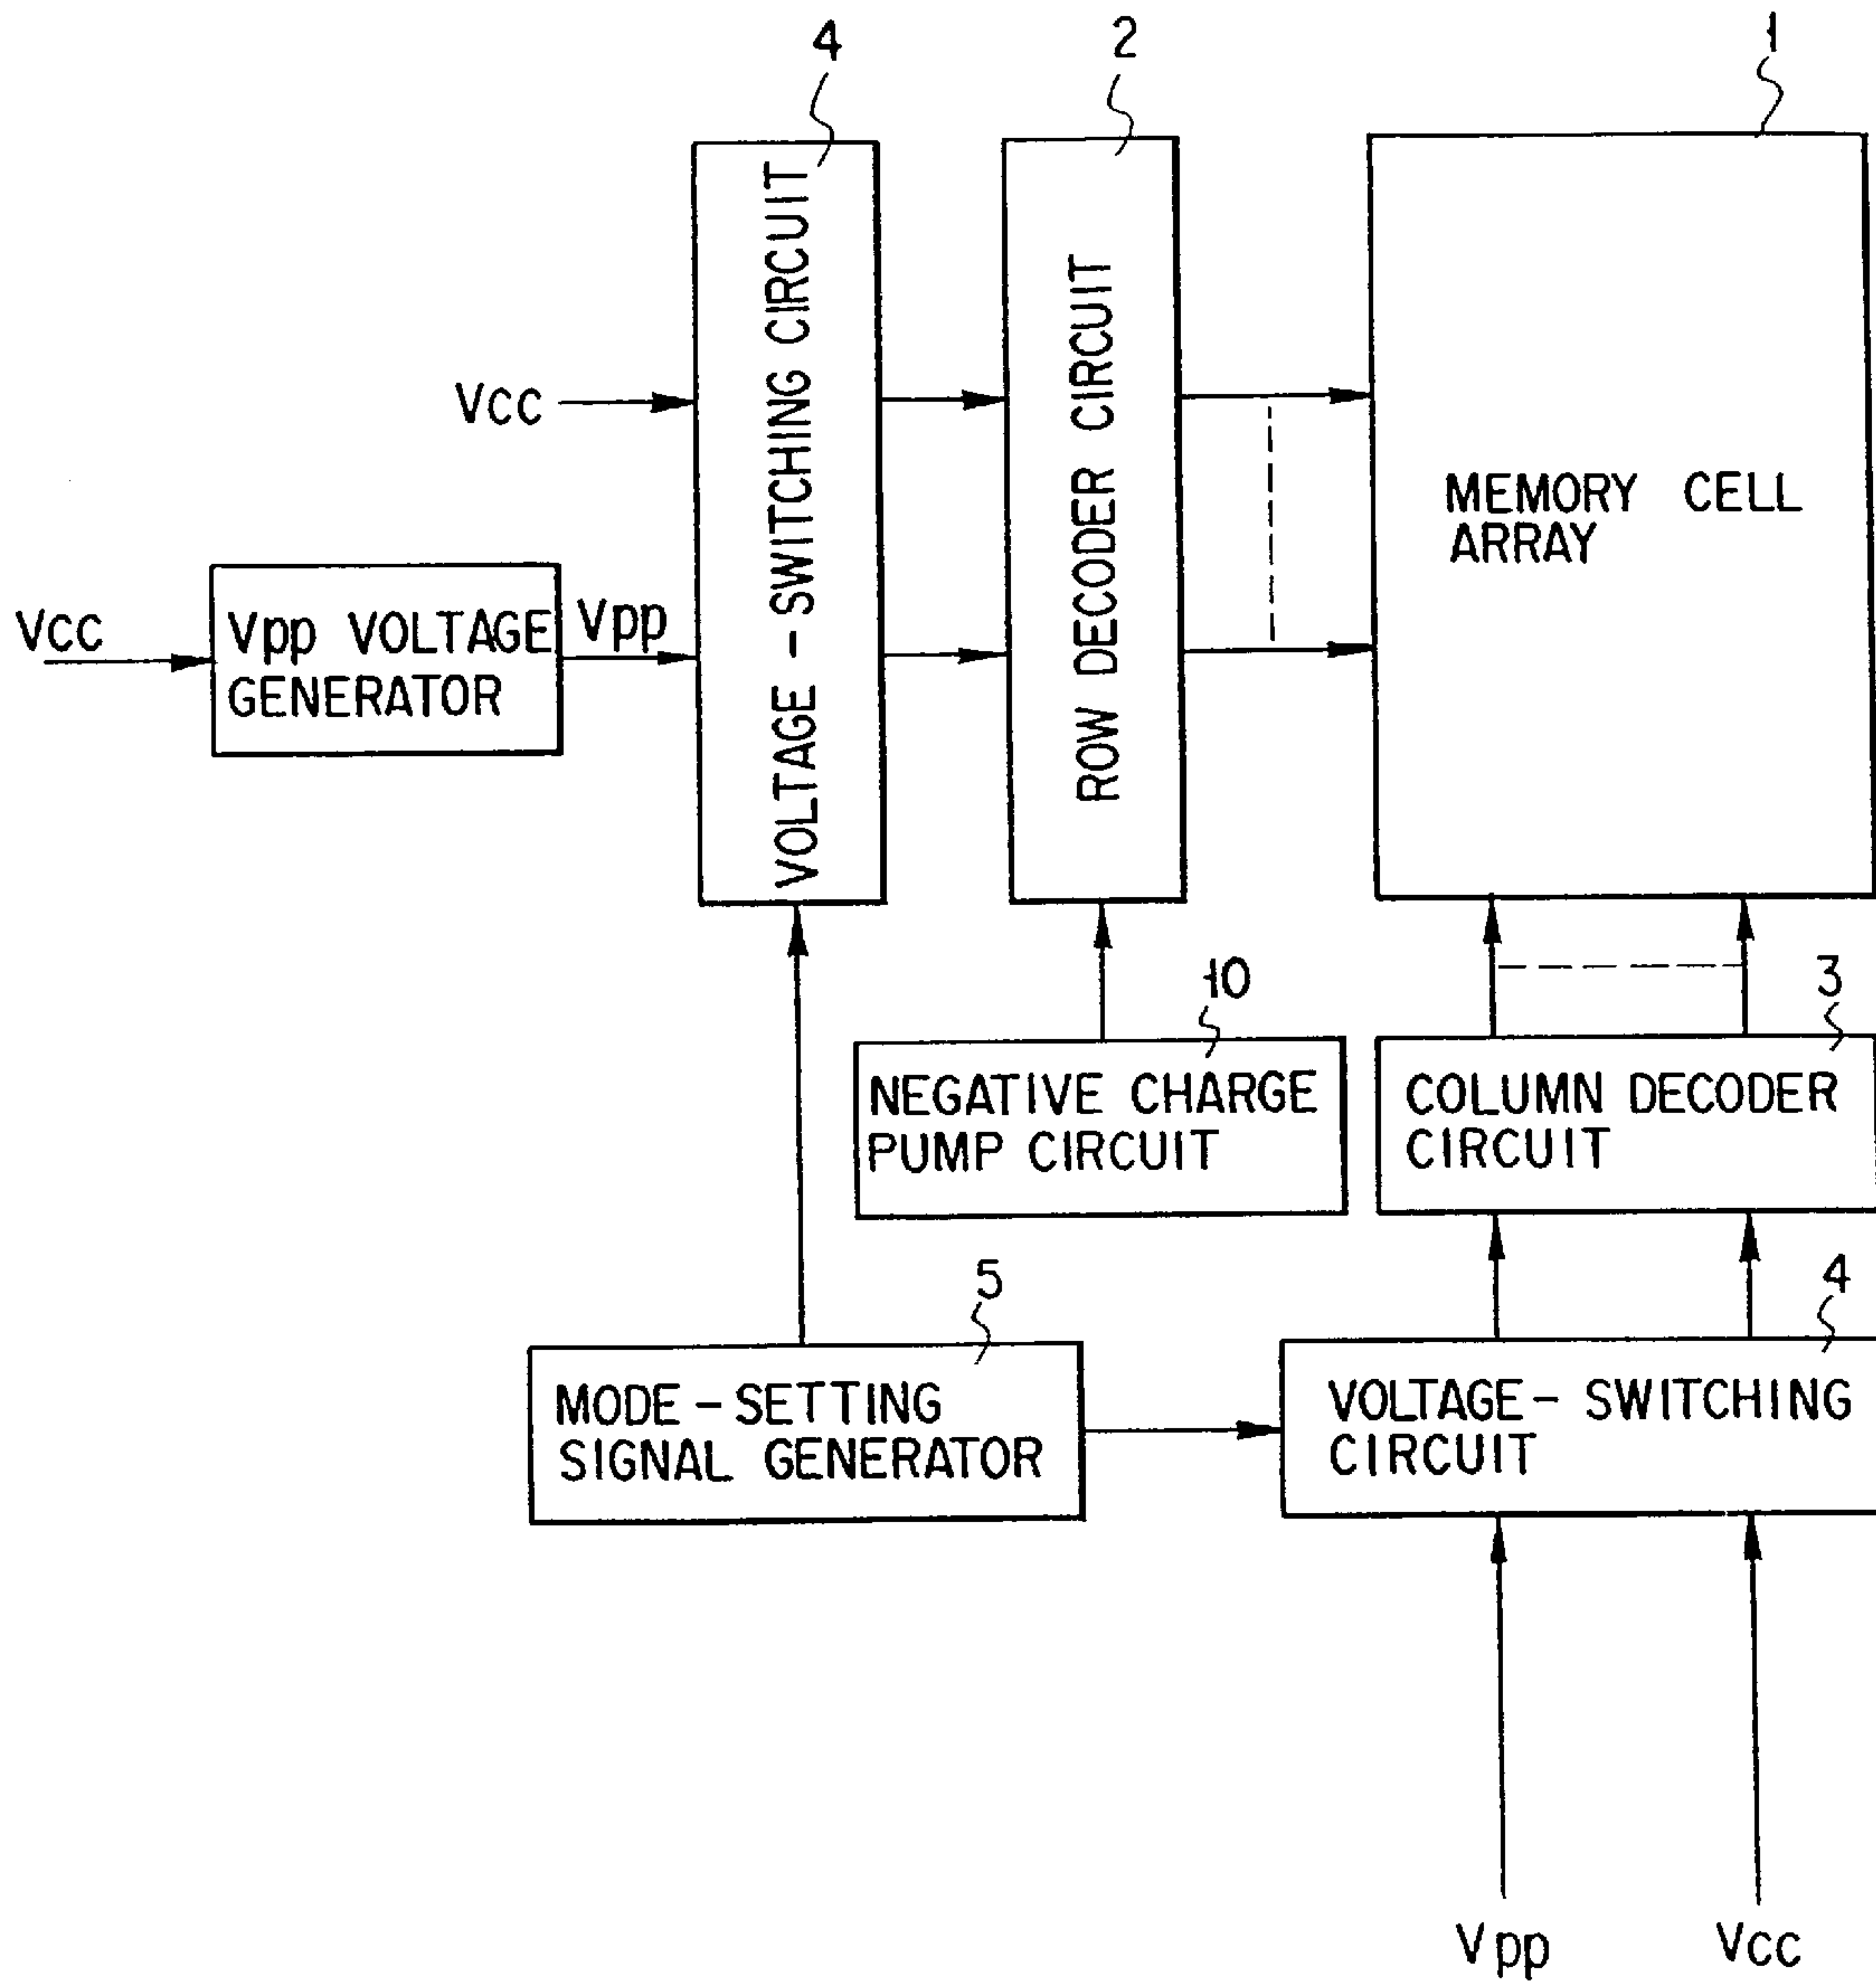 4
2
1
VOLTAGE-SWITCHING CIRCUIT
ROW DECODER CIRCUIT
MEMORY CELL
ARRAY
Vcc
Vcc
Vpp VOLTAGE
GENERATOR
Vpp
10
NEGATIVE CHARGE
PUMP CIRCUIT
3
COLUMN DECODER
CIRCUIT
5
MODE-SETTING
SIGNAL GENERATOR
4
VOLTAGE-SWITCHING
CIRCUIT
Vpp
Vcc